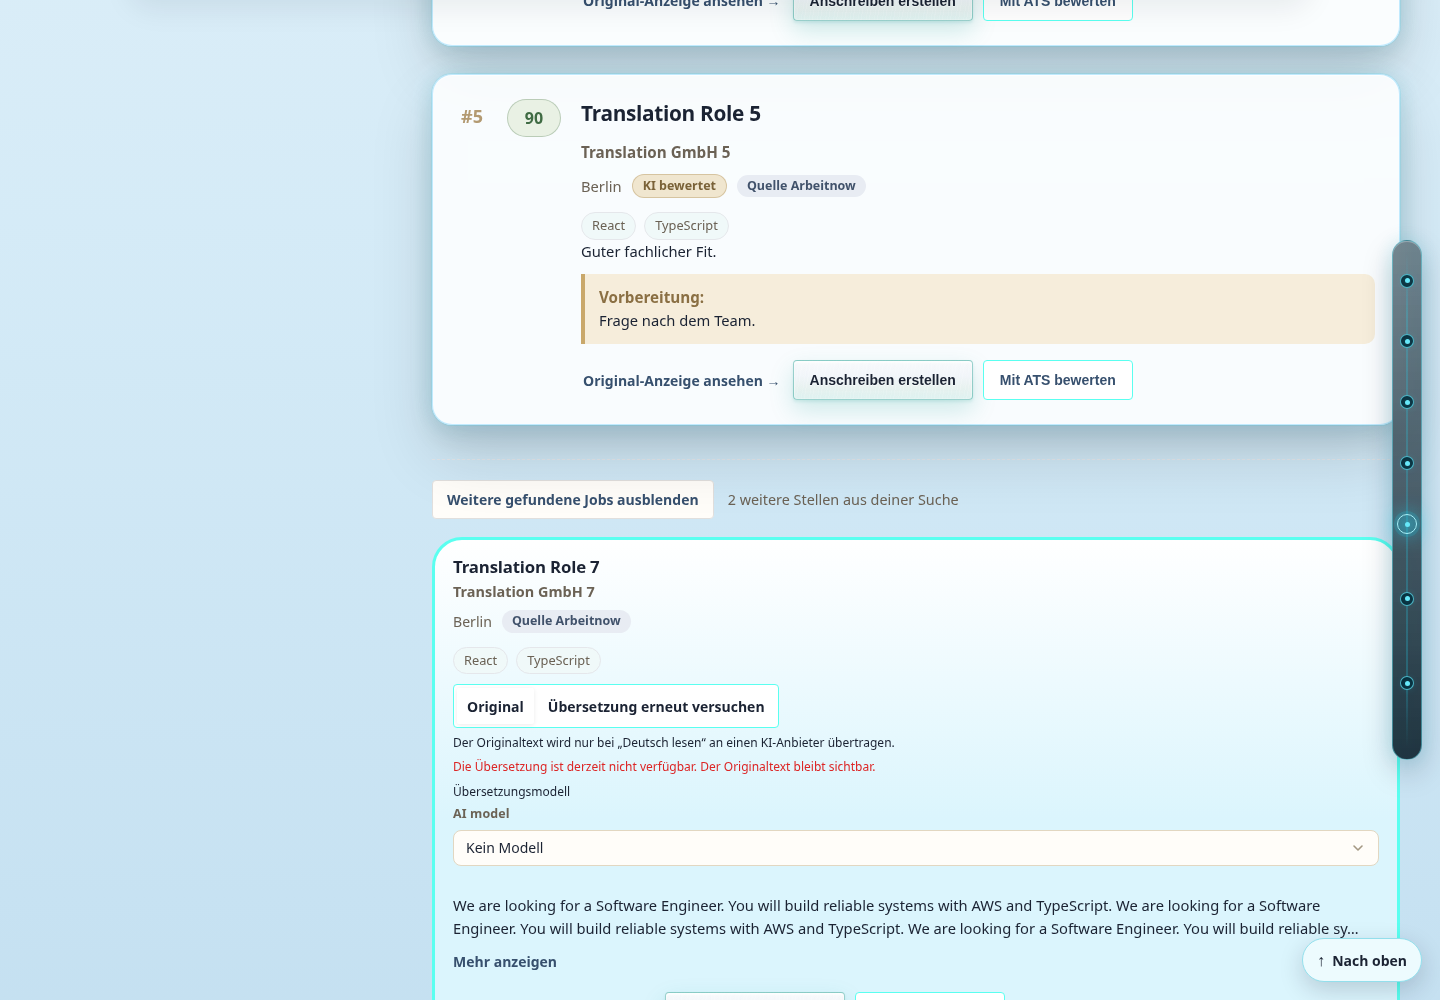 Original-Anzeige ansehen → Anschreiben erstellen Mit ATS bewerten
#5 90 Translation Role 5
Translation GmbH 5
Berlin KI bewertet Quelle Arbeitnow
React TypeScript
Guter fachlicher Fit.
Vorbereitung:
Frage nach dem Team.
Original-Anzeige ansehen → Anschreiben erstellen Mit ATS bewerten
Weitere gefundene Jobs ausblenden 2 weitere Stellen aus deiner Suche
Translation Role 7
Translation GmbH 7
Berlin Quelle Arbeitnow
React TypeScript
Original Übersetzung erneut versuchen
Der Originaltext wird nur bei „Deutsch lesen“ an einen KI-Anbieter übertragen.
Die Übersetzung ist derzeit nicht verfügbar. Der Originaltext bleibt sichtbar.
Übersetzungsmodell
AI model
Kein Modell
We are looking for a Software Engineer. You will build reliable systems with AWS and TypeScript. We are looking for a Software
Engineer. You will build reliable systems with AWS and TypeScript. We are looking for a Software Engineer. You will build reliable sy...
Mehr anzeigen
↑ Nach oben